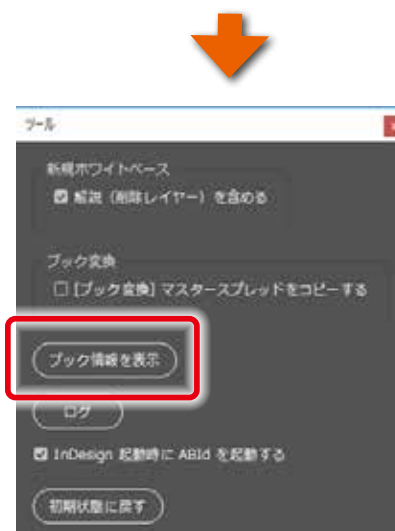 ツール
新規ホワイトベース
解説（削除レイヤー）を含める
ブック変換
[ブック変換] マスタースプレッドをコピーする
ブック情報を表示
ログ
InDesign 起動時に ABId を起動する
初期状態に戻す